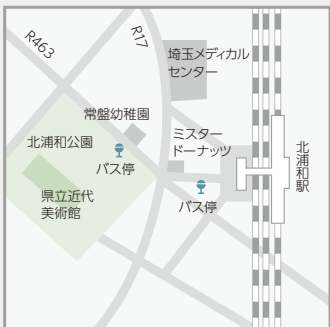 R463
R17
埼玉メディカル
センター
常盤幼稚園
北浦和公園
バス停
ミスター
ドーナッツ
県立近代
美術館
バス停
北浦和駅